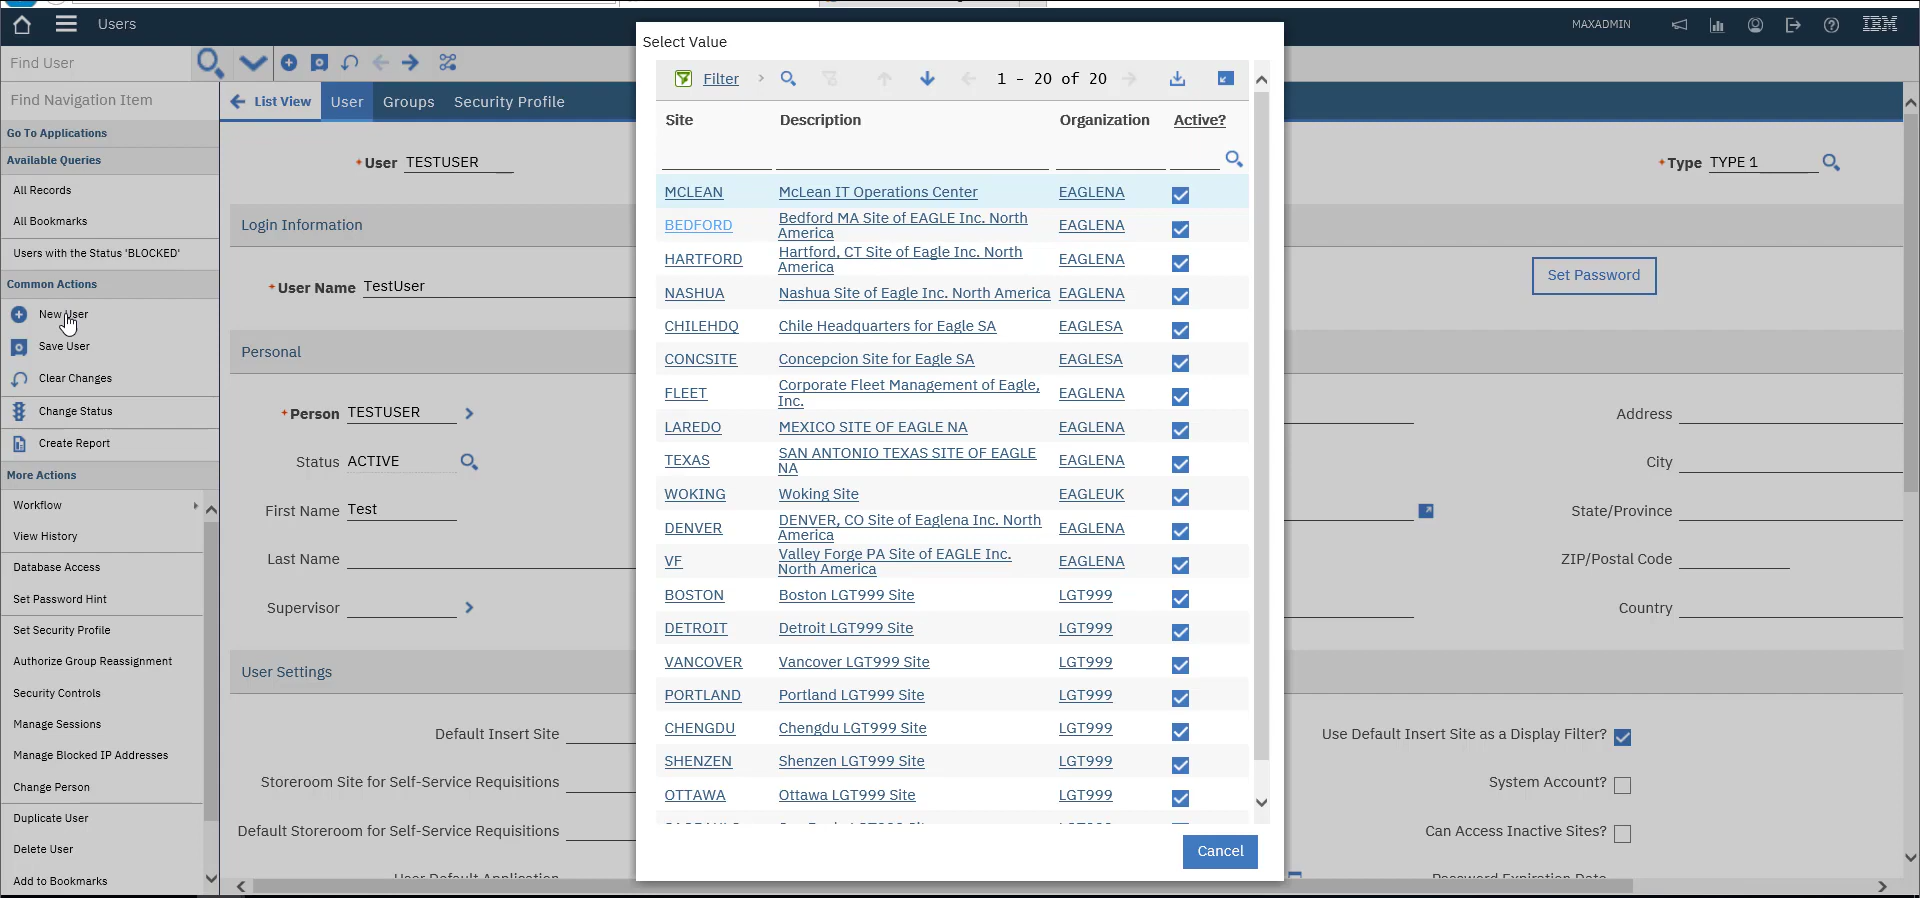 Users
MAXADMIN
IBM
Find User
Find Navigation Item
Go To Applications
Available Queries
All Records
All Bookmarks
Users with the Status 'BLOCKED'
Common Actions
New User
Save User
Clear Changes
Change Status
Create Report
More Actions
Workflow
View History
Database Access
Set Password Hint
Set Security Profile
Authorize Group Reassignment
Security Controls
Manage Sessions
Manage Blocked IP Addresses
Change Person
Duplicate User
Delete User
Add to Bookmarks
List View
User
Groups
Security Profile
User TESTUSER
Type TYPE 1
Login Information
User Name TestUser
Set Password
Personal
Person TESTUSER
Status ACTIVE
First Name Test
Last Name
Supervisor
Address
City
State/Province
ZIP/Postal Code
Country
User Settings
Default Insert Site
Storeroom Site for Self-Service Requisitions
Default Storeroom for Self-Service Requisitions
User Default Application
Use Default Insert Site as a Display Filter?
System Account?
Can Access Inactive Sites?
Password Expiration Date
Select Value
Filter
1 - 20 of 20
Site Description Organization Active?
MCLEAN McLean IT Operations Center EAGLENA
BEDFORD Bedford MA Site of EAGLE Inc. North
America EAGLENA
HARTFORD Hartford, CT Site of Eagle Inc. North
America EAGLENA
NASHUA Nashua Site of Eagle Inc. North America EAGLENA
CHILEHDQ Chile Headquarters for Eagle SA EAGLESA
CONCSITE Concepcion Site for Eagle SA EAGLESA
FLEET Corporate Fleet Management of Eagle,
Inc. EAGLENA
LAREDO MEXICO SITE OF EAGLE NA EAGLENA
TEXAS SAN ANTONIO TEXAS SITE OF EAGLE
NA EAGLENA
WOKING Woking Site EAGLEUK
DENVER DENVER, CO Site of Eaglena Inc. North
America EAGLENA
VF Valley Forge PA Site of EAGLE Inc.
North America EAGLENA
BOSTON Boston LGT999 Site LGT999
DETROIT Detroit LGT999 Site LGT999
VANCOVER Vancover LGT999 Site LGT999
PORTLAND Portland LGT999 Site LGT999
CHENGDU Chengdu LGT999 Site LGT999
SHENZEN Shenzen LGT999 Site LGT999
OTTAWA Ottawa LGT999 Site LGT999
Cancel